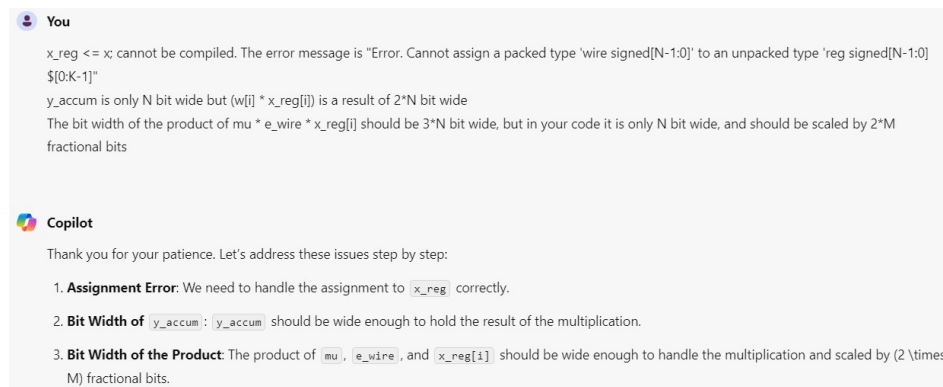 You
x_reg <= x; cannot be compiled. The error message is "Error. Cannot assign a packed type 'wire signed[N-1:0]' to an unpacked type 'reg signed[N-1:0]
$[0:K-1]"
y_accum is only N bit wide but (w[i] * x_reg[i]) is a result of 2*N bit wide
The bit width of the product of mu * e_wire * x_reg[i] should be 3*N bit wide, but in your code it is only N bit wide, and should be scaled by 2*M
fractional bits
Copilot
Thank you for your patience. Let's address these issues step by step:
1. Assignment Error: We need to handle the assignment to x_reg correctly.
2. Bit Width of y_accum: y_accum should be wide enough to hold the result of the multiplication.
3. Bit Width of the Product: The product of mu, e_wire, and x_reg[i] should be wide enough to handle the multiplication and scaled by (2 \times
M) fractional bits.